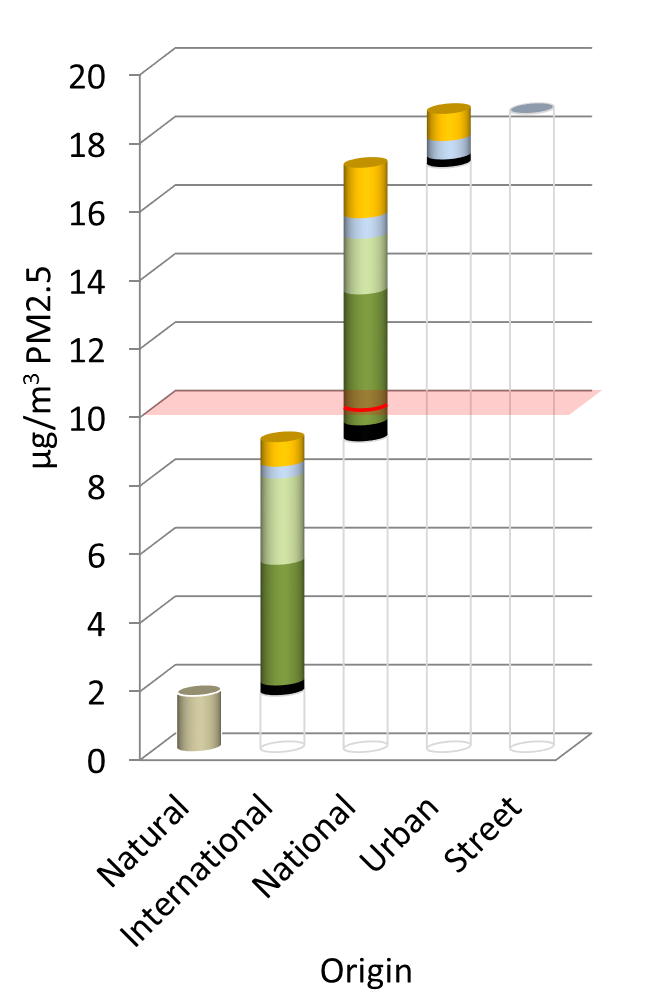 20
18
16
14
12
10
8
6
4
2
0
µg/m³ PM2.5
Natural
International
National
Urban
Street
Origin